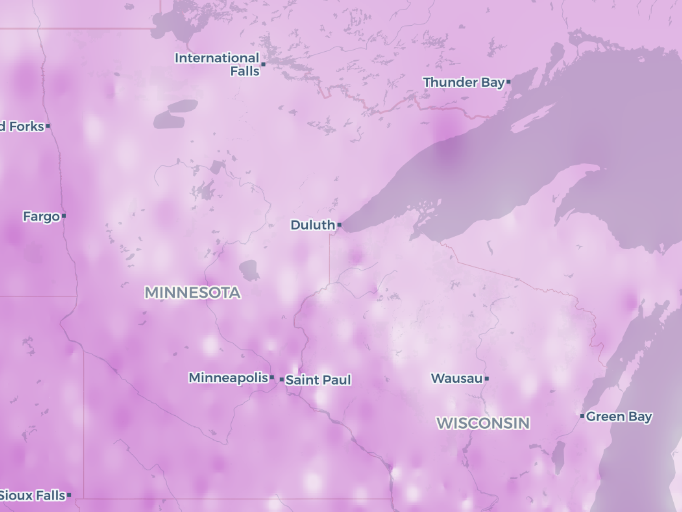 International
Falls
Thunder Bay
d Forks
Fargo
Duluth
MINNESOTA
Minneapolis
Saint Paul
Wausau
WISCONSIN
Green Bay
Sioux Falls